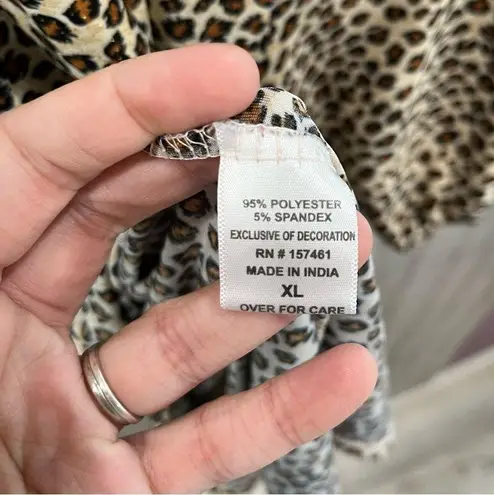 95% POLYESTER
5% SPANDEX
EXCLUSIVE OF DECORATION
RN # 157461
MADE IN INDIA
XL
OVER FOR CARE